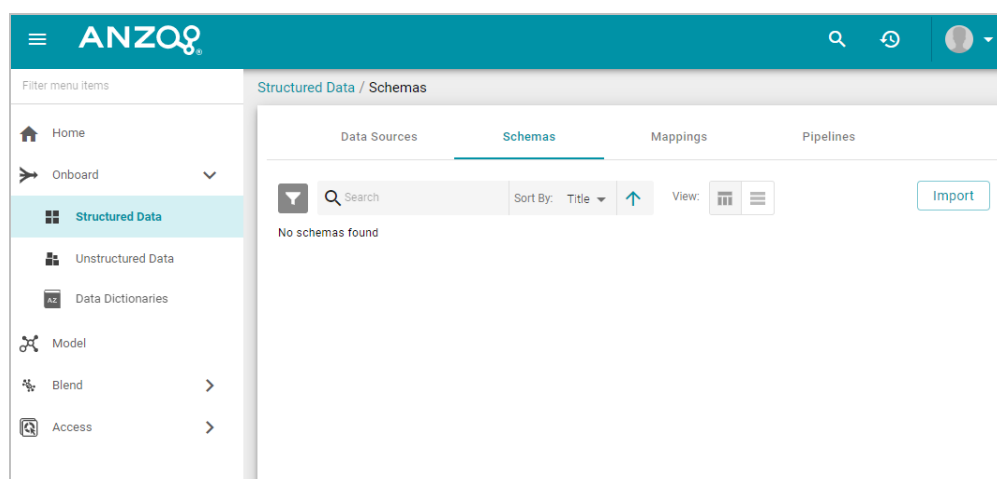 ANZO®
Filter menu items
Structured Data / Schemas
Home
Onboard
Structured Data
Unstructured Data
AZ
Data Dictionaries
Model
Blend
Access
Data Sources
Schemas
Mappings
Pipelines
Search
Sort By: Title
View:
Import
No schemas found